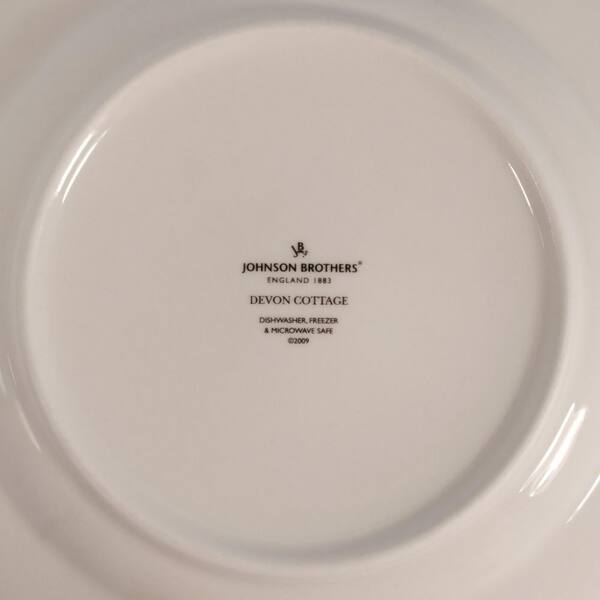 JOHNSON BROTHERS®
ENGLAND 1883
DEVON COTTAGE
DISHWASHER, FREEZER
& MICROWAVE SAFE
©2009